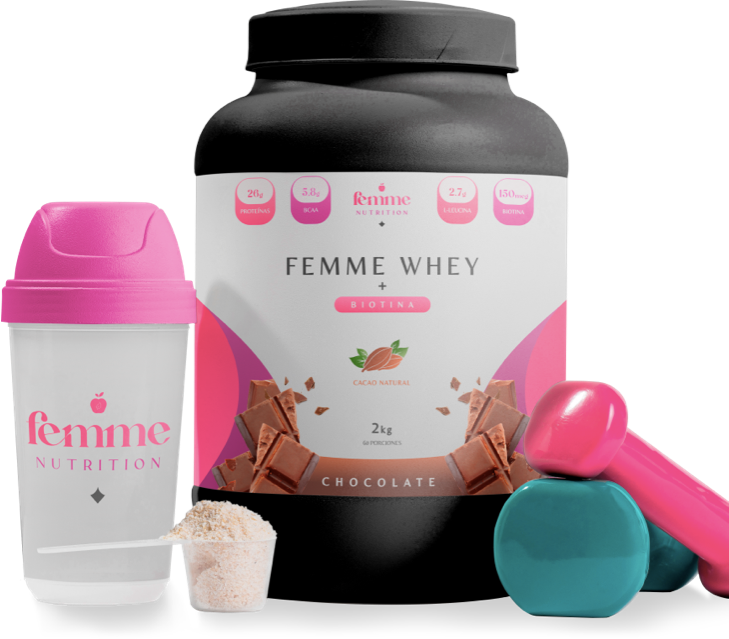 26g
PROTEÍNAS
5.8g
BCAA
femme
NUTRITION
2.7g
LEUCINA
150mcg
BIOTINA
FEMME WHEY
+
BIOTINA
CACAO NATURAL
2kg
CHOCOLATE
femme
NUTRITION